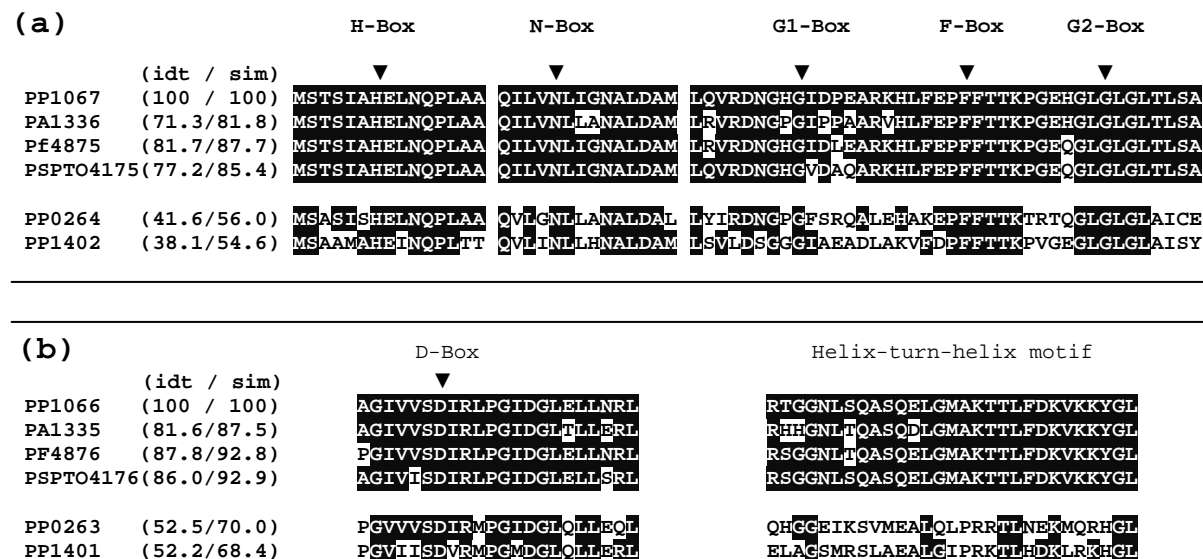 (a) H-Box N-Box G1-Box F-Box G2-Box
(idt / sim) ▼ ▼ ▼ ▼ ▼
PP1067 (100 / 100) MSTSIAHELNQPLAA QILVNLIGNALDAM LQVRDNGHGIDPEARKHLFEPFFTTKPGEHGLGLGLTLSA
PA1336 (71.3/81.8) MSTSIAHELNQPLAA QILVNLLANALDAM LRVRDNGPGIPPAARVHLFEPFFTTKPGEHGLGLGLTLSA
Pf4875 (81.7/87.7) MSTSIAHELNQPLAA QILVNLIGNALDAM LRVRDNGHGIDLEARKHLFEPFFTTKPGEQGLGLGLTLSA
PSPTO4175(77.2/85.4) MSTSIAHELNQPLAA QILVNLIGNALDAM LQVRDNGHGVDAQARKHLFEPFFTTKPGEQGLGLGLTLSA
PP0264 (41.6/56.0) MSASISHELNQPLAA QVLGNLLANALDAL LYIRDNGPGFSRQALEHAKEPFFTTKTRTQGLGLGLAICE
PP1402 (38.1/54.6) MSAAMAHEINQPLTT QVLINLLHNALDAM LSVLDSGGGIAEADLAKVFDPFFTTKPVGEGLGLGLAISY
(b) D-Box Helix-turn-helix motif
(idt / sim) ▼
PP1066 (100 / 100) AGIVVSDIRLPGIDGLELLNRL RTGGNLSQASQELGMAKTTLFDKVKKYGL
PA1335 (81.6/87.5) AGIVVSDIRLPGIDGLTLLERL RHHGNLTQASQDLGMAKTTLFDKVKKYGL
PF4876 (87.8/92.8) PGIVVSDIRLPGIDGLELLNRL RSGGNLTQASQELGMAKTTLFDKVKKYGL
PSPTO4176(86.0/92.9) AGIVISDIRLPGIDGLELLSRL RSGGNLSQASQELGMAKTTLFDKVKKYGL
PP0263 (52.5/70.0) PGVVVSDIRMPGIDGLQLLEQL QHGGEIKSVMEALQLPRRTLNEKMQRHGL
PP1401 (52.2/68.4) PGVIISDVRMPGMDGLQLLERL ELAGSMRSLAEALGIPRKTLHDKLRKHGL